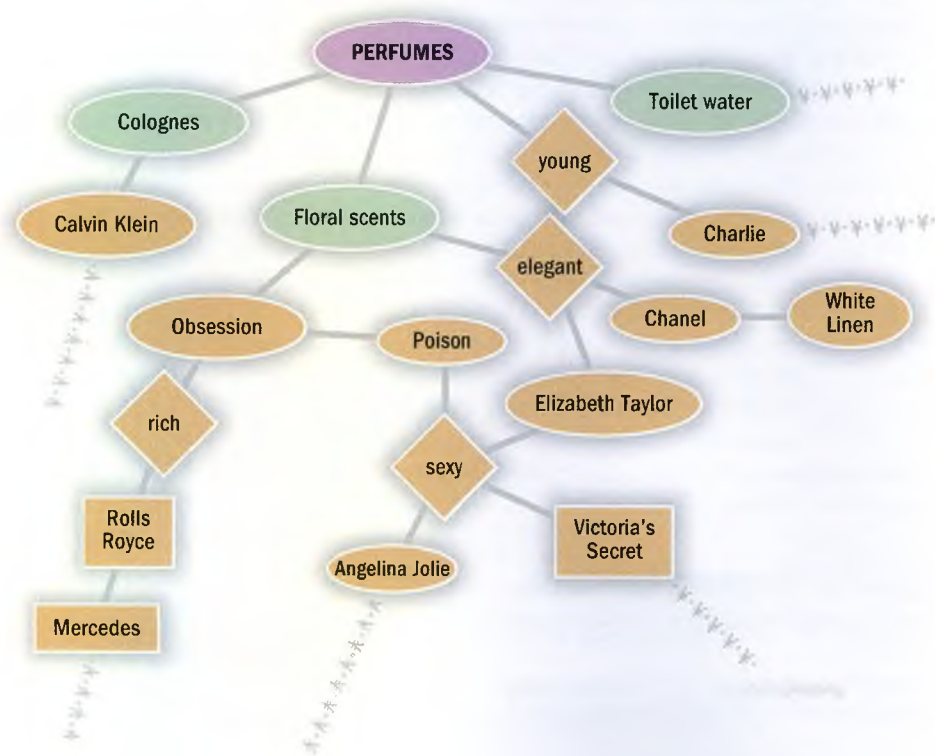 PERFUMES
Toilet water
Colognes
young
Calvin Klein
Floral scents
Charlie
elegant
Obsession
Poison
Chanel
White
Linen
Elizabeth Taylor
rich
sexy
Rolls
Royce
Victoria's
Secret
Angelina Jolie
Mercedes